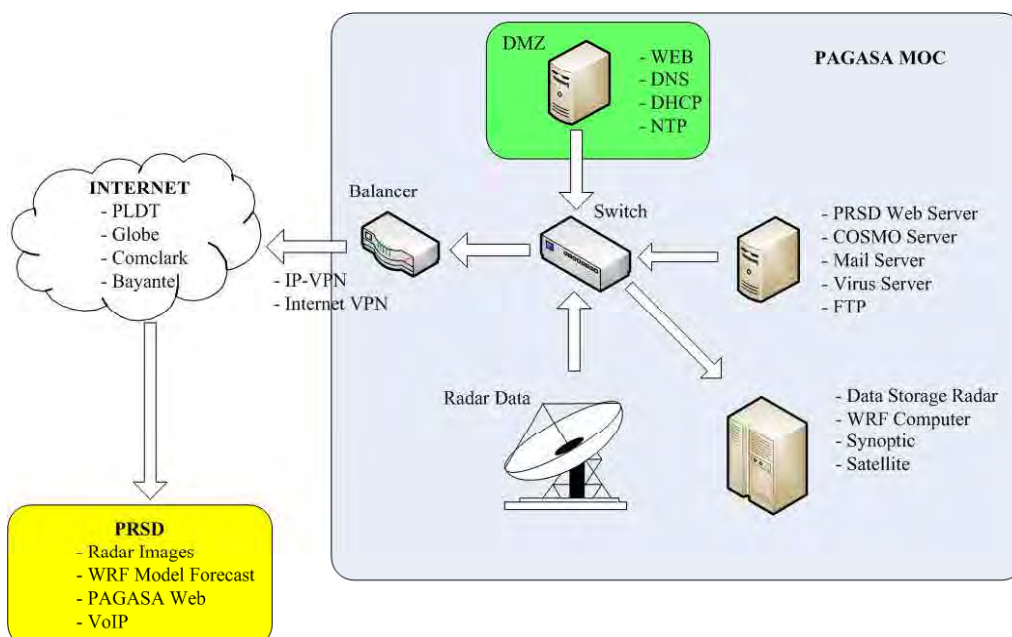 DMZ
- WEB
- DNS
- DHCP
- NTP
PAGASA MOC
INTERNET
- PLDT
- Globe
- Comclark
- Bayante
Balancer
- IP-VPN
- Internet VPN
Switch
- PRSD Web Server
- COSMO Server
- Mail Server
- Virus Server
- FTP
Radar Data
- Data Storage Radar
- WRF Computer
- Synoptic
- Satellite
PRSD
- Radar Images
- WRF Model Forecast
- PAGASA Web
- VoIP